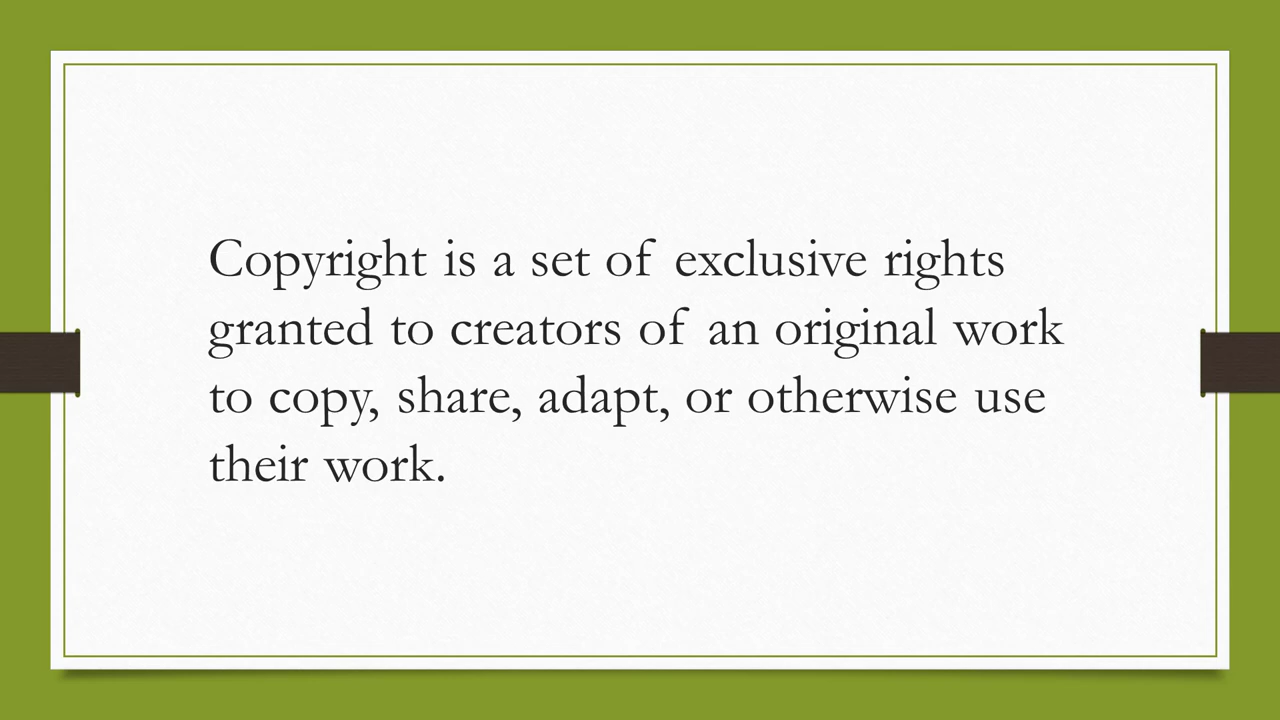 Copyright is a set of exclusive rights
granted to creators of an original work
to copy, share, adapt, or otherwise use
their work.